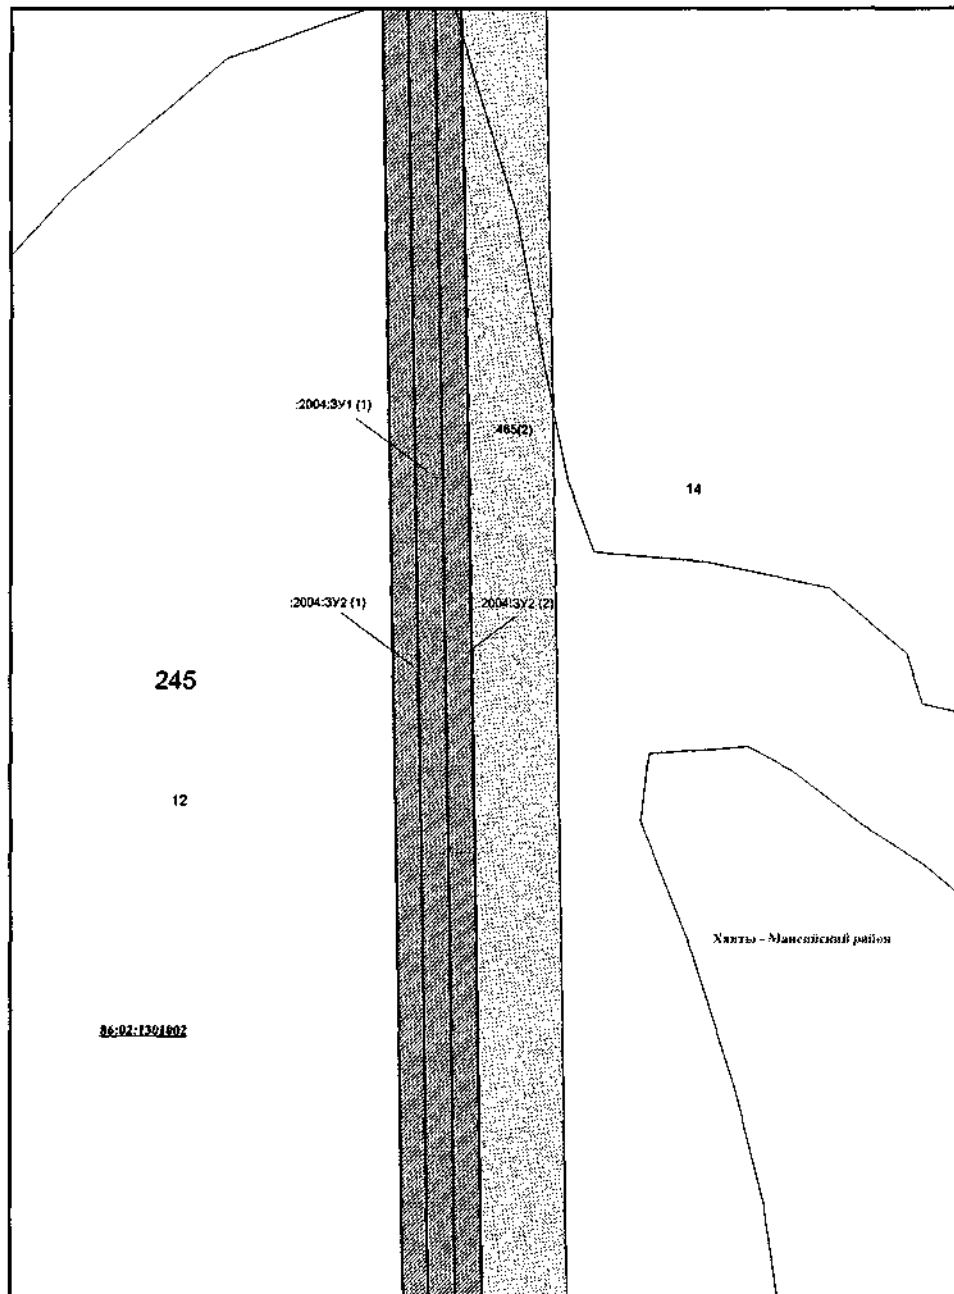 :2004:ЗУ1 (1)
465(2)
14
:2004:ЗУ2 (1)
:2004:ЗУ2 (2)
245
12
Ханты - Мансийский район
86:02:1301002